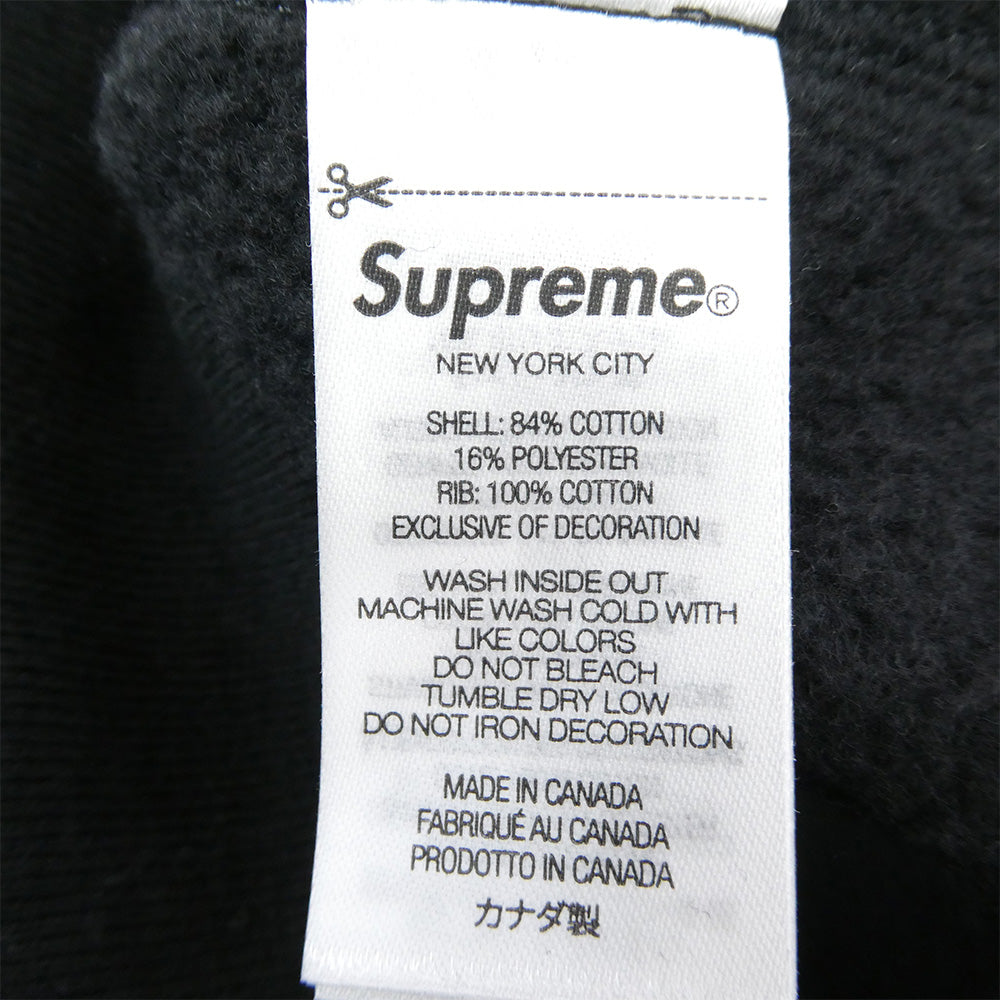 Supreme®
NEW YORK CITY
SHELL: 84% COTTON
16% POLYESTER
RIB: 100% COTTON
EXCLUSIVE OF DECORATION
WASH INSIDE OUT
MACHINE WASH COLD WITH
LIKE COLORS
DO NOT BLEACH
TUMBLE DRY LOW
DO NOT IRON DECORATION
MADE IN CANADA
FABRIQUÉ AU CANADA
PRODOTTO IN CANADA
カナダ製